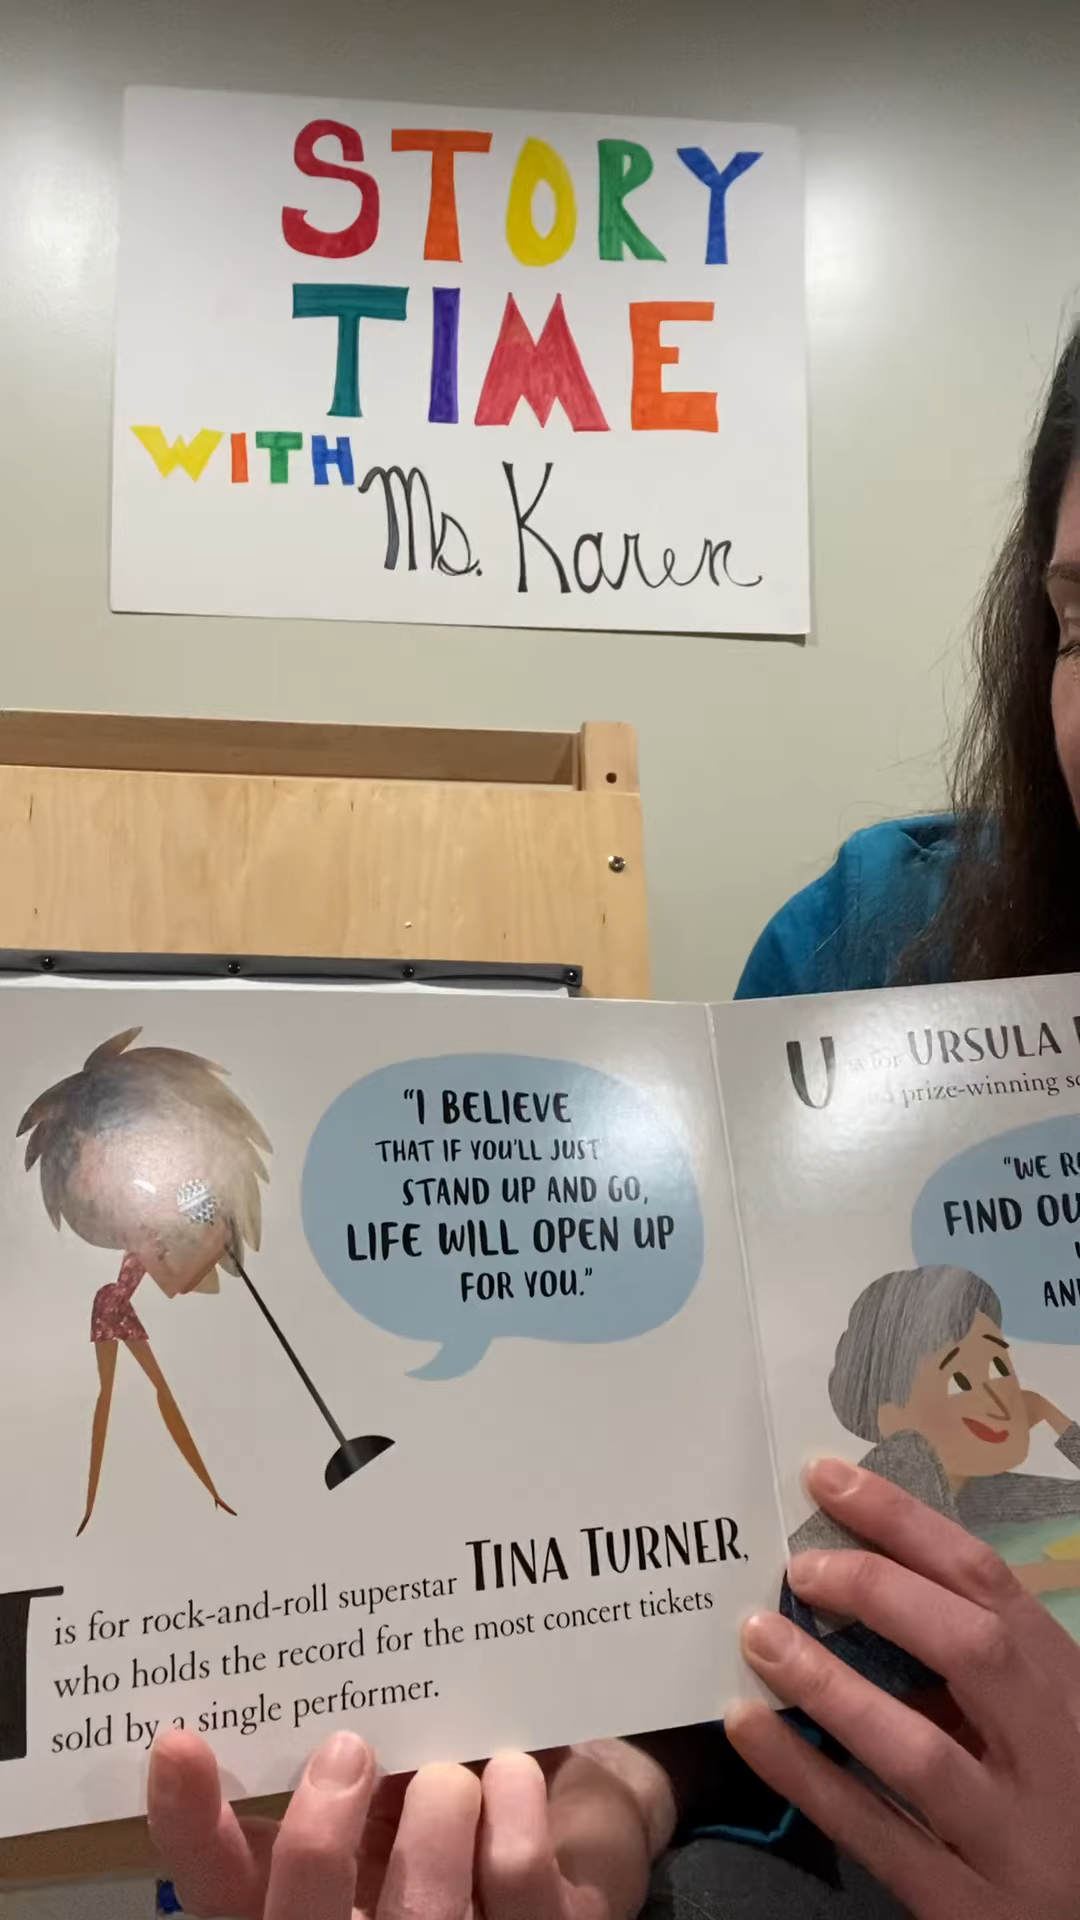 STORY
TIME
WITH Ms. Karen
"I BELIEVE
THAT IF YOU'LL JUST
STAND UP AND GO,
LIFE WILL OPEN UP
FOR YOU."
T is for rock-and-roll superstar TINA TURNER,
who holds the record for the most concert tickets
sold by a single performer.
U is for URSULA
prize-winning
"WE
FIND